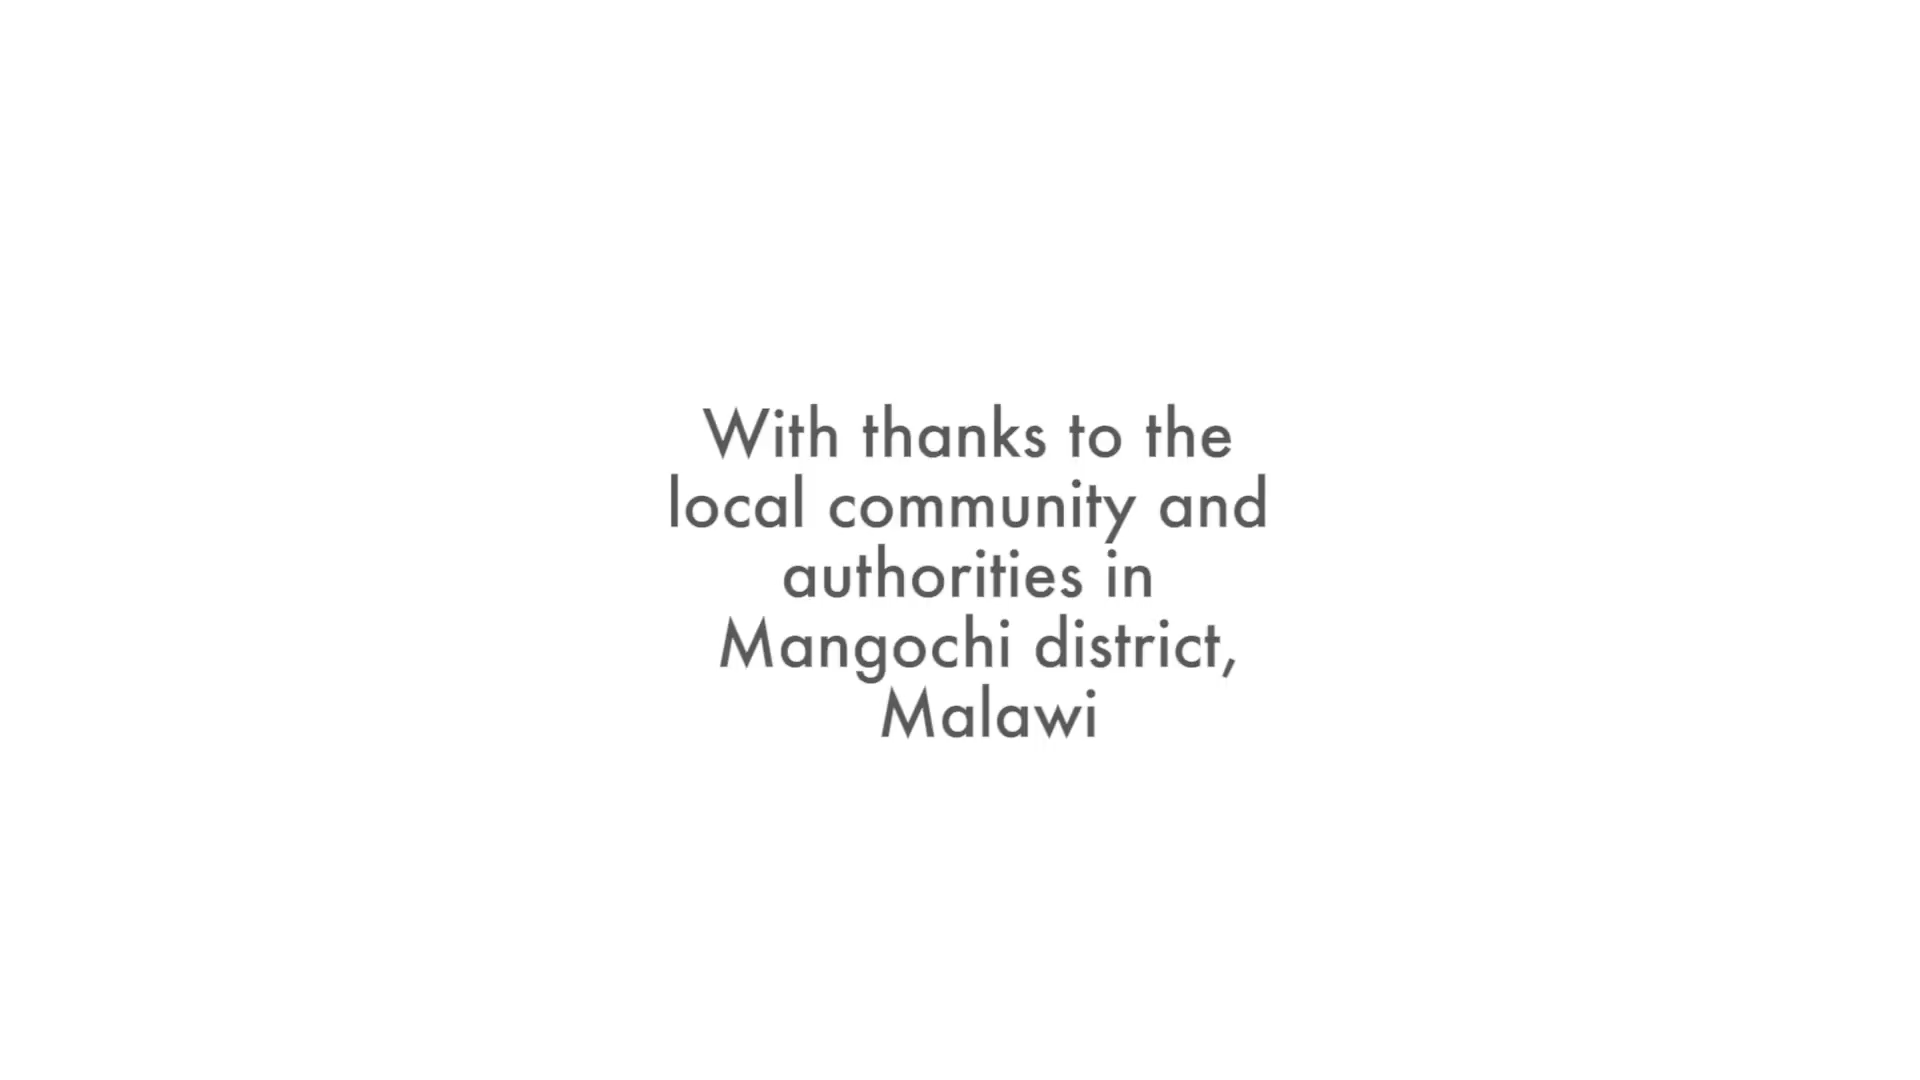 With thanks to the
local community and
authorities in
Mangochi district,
Malawi